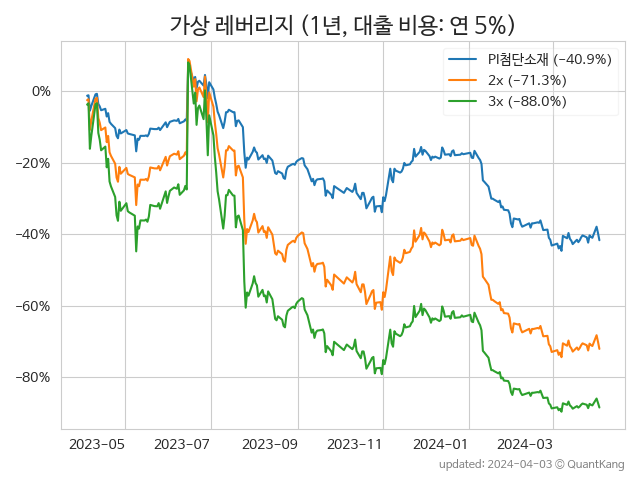 가상 레버리지 (1년, 대출 비용: 연 5%)
PI첨단소재 (−40.9%)
2x (−71.3%)
3x (−88.0%)
0%
−20%
−40%
−60%
−80%
2023−05 2023−07 2023−09 2023−11 2024−01 2024−03
updated: 2024−04−03 © QuantKang